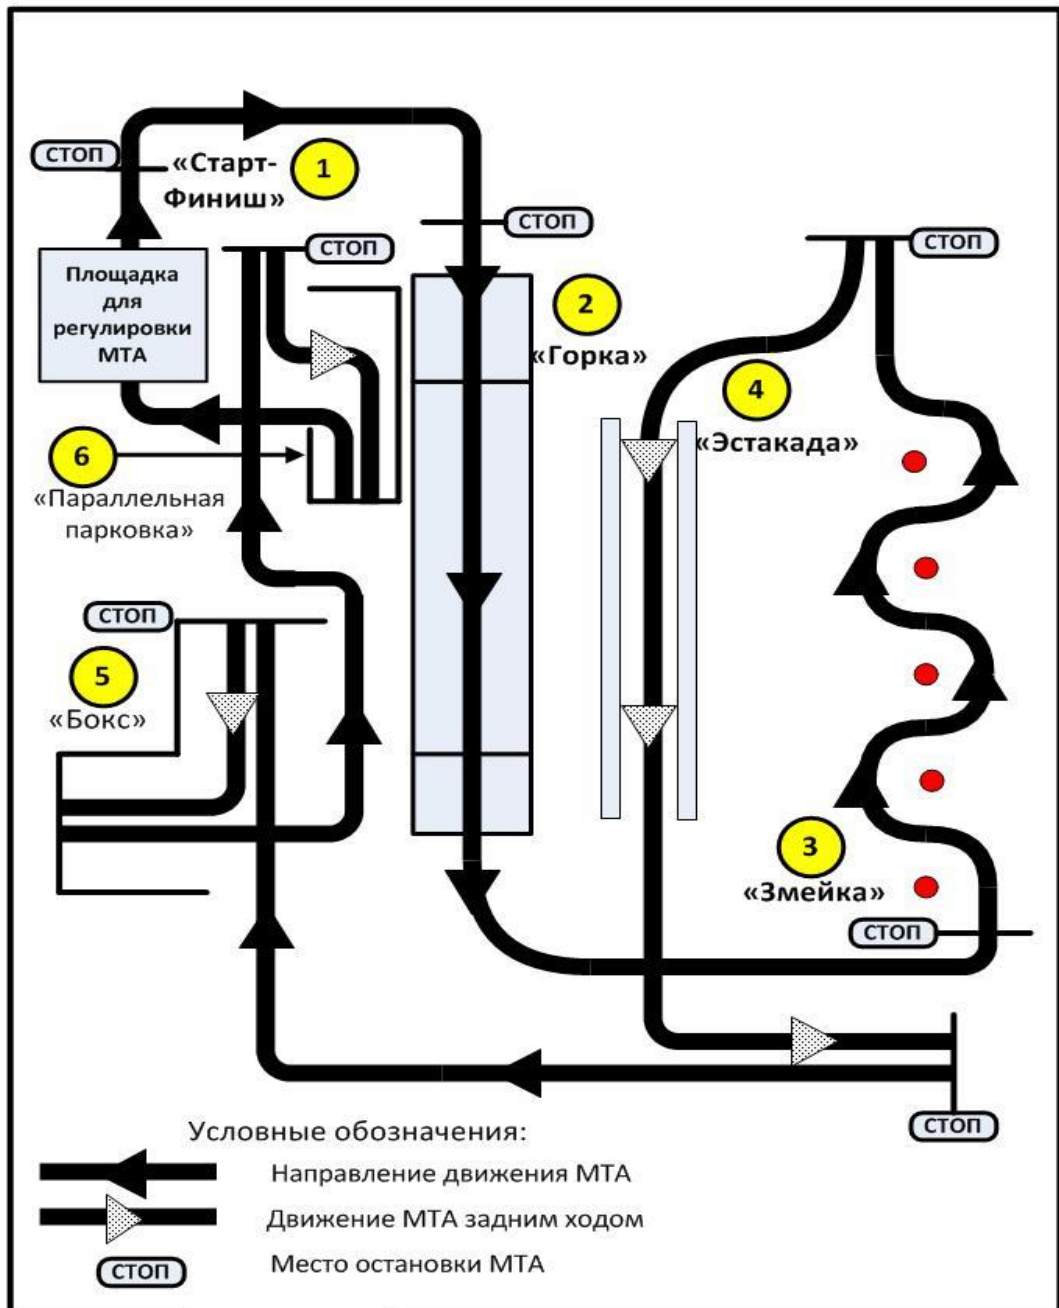 СТОП
«Старт-
Финиш»
1
СТОП
СТОП
СТОП
Площадка
для
регулировки
МТА
2
«Горка»
4
«Эстакада»
6
«Параллельная
парковка»
СТОП
5
«Бокс»
3
«Змейка»
СТОП
СТОП
Условные обозначения:
Направление движения МТА
Движение МТА задним ходом
СТОП
Место остановки МТА